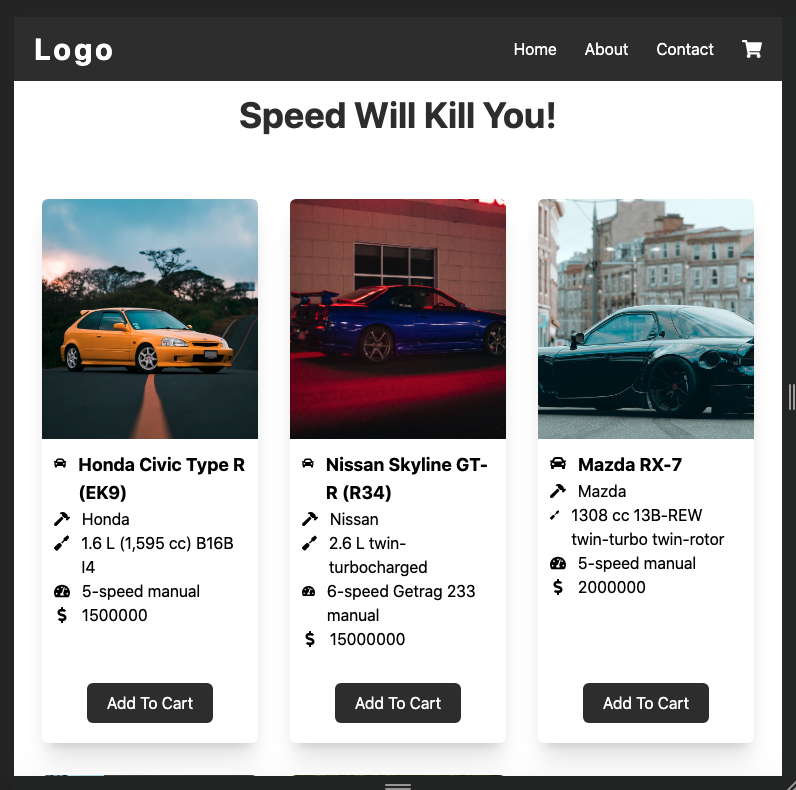 Logo
Home About Contact
Speed Will Kill You!
Honda Civic Type R
(EK9)
Honda
1.6 L (1,595 cc) B16B
I4
5-speed manual
$ 1500000
Add To Cart
Nissan Skyline GT-
R (R34)
Nissan
2.6 L twin-
turbocharged
6-speed Getrag 233
manual
$ 15000000
Add To Cart
Mazda RX-7
Mazda
1308 cc 13B-REW
twin-turbo twin-rotor
5-speed manual
$ 2000000
Add To Cart